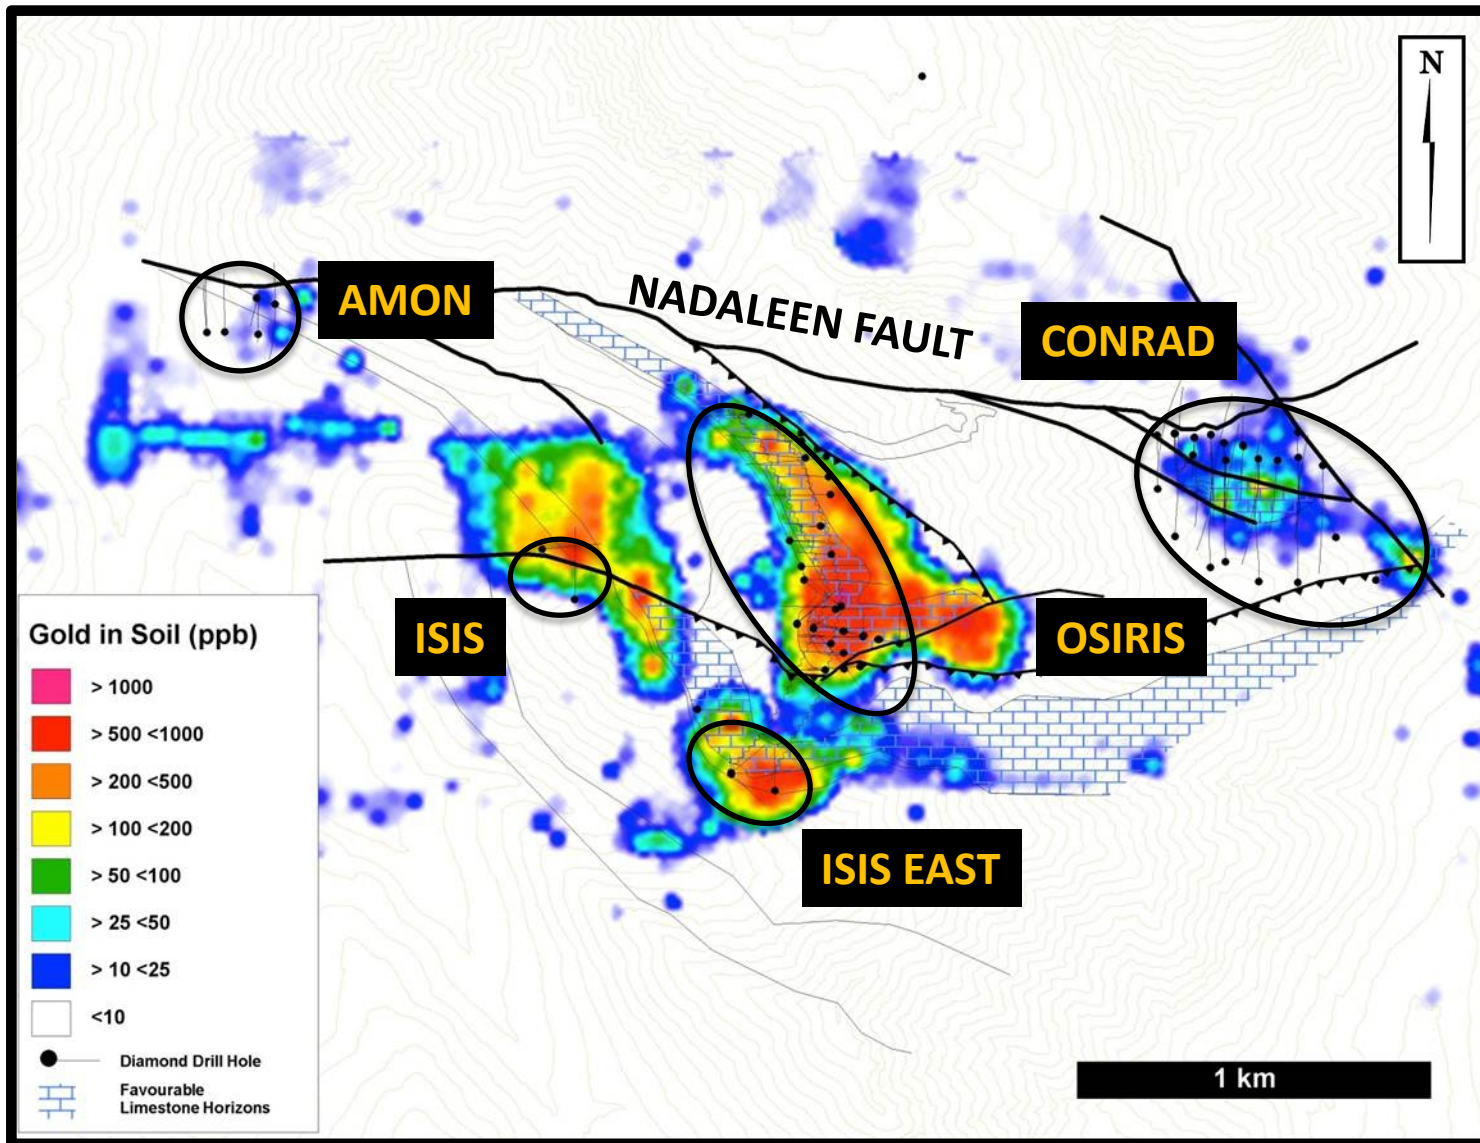 N
AMON
NADALEEN FAULT
CONRAD
ISIS
OSIRIS
ISIS EAST
Gold in Soil (ppb)
> 1000
> 500 <1000
> 200 <500
> 100 <200
> 50 <100
> 25 <50
> 10 <25
<10
Diamond Drill Hole
Favourable
Limestone Horizons
1 km